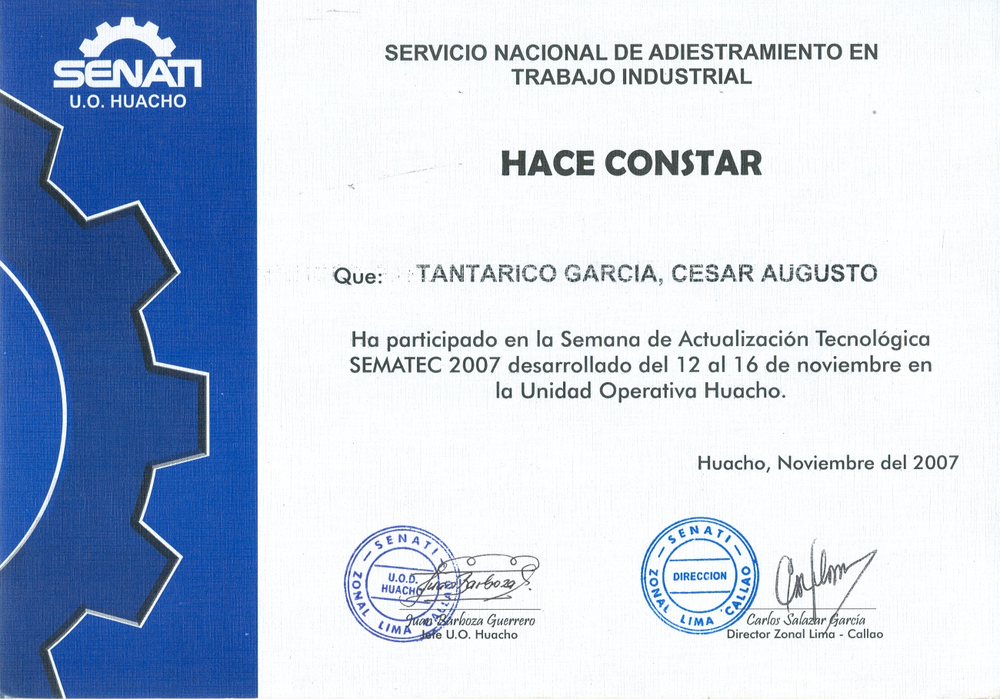 SENATI
U.O. HUACHO
SERVICIO NACIONAL DE ADIESTRAMIENTO EN
TRABAJO INDUSTRIAL
HACE CONSTAR
Que: TANTARICO GARCIA, CESAR AUGUSTO
Ha participado en la Semana de Actualización Tecnológica
SEMATEC 2007 desarrollado del 12 al 16 de noviembre en
la Unidad Operativa Huacho.
Huacho, Noviembre del 2007
SENATI
U.O.D.
HUACHO
ZONAL LIMA CALLAO
Juan Barboza G.
Juan Barboza Guerrero
Jefe U.O. Huacho
SENATI
DIRECCION
ZONAL LIMA CALLAO
Carlos Salazar García
Director Zonal Lima - Callao